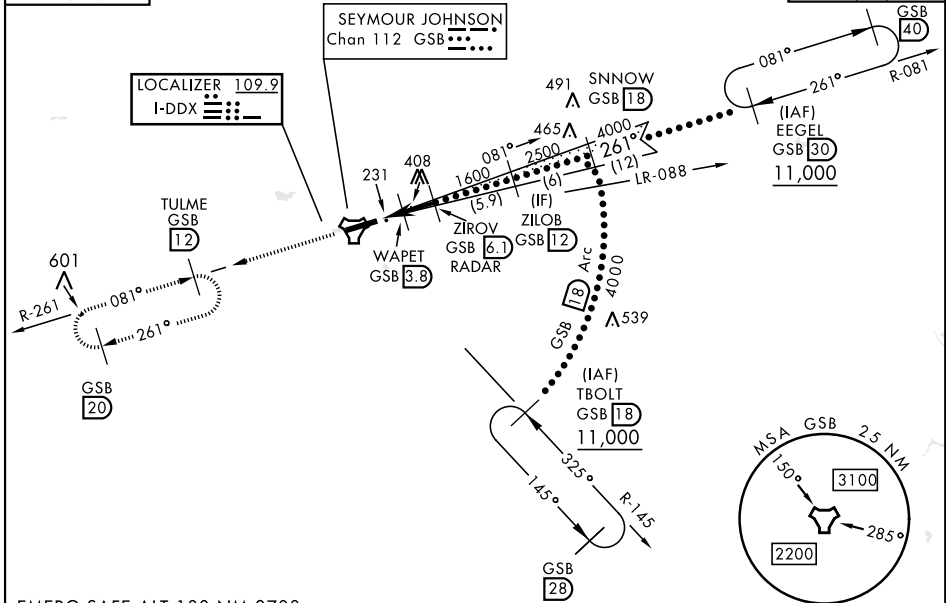 SEYMOUR JOHNSON
Chan 112 GSB
GSB
40
081°
261°
R-081
LOCALIZER 109.9
I-DDX
491
SNNOW
GSB 18
(IAF)
EEGEL
GSB 30
11,000
465
4000
261°
081°
2500
(12)
408
1600
(6)
LR-088
231
(5.9)
(IF)
ZILOB
GSB 12
TULME
GSB
12
ZIROV
GSB 6.1
RADAR
WAPET
GSB 3.8
601
R-261
081°
261°
GSB 18 Arc
4000
539
GSB
20
(IAF)
TBOLT
GSB 18
11,000
325°
145°
R-145
GSB
28
MSA GSB 25 NM
150°
3100
285°
2200